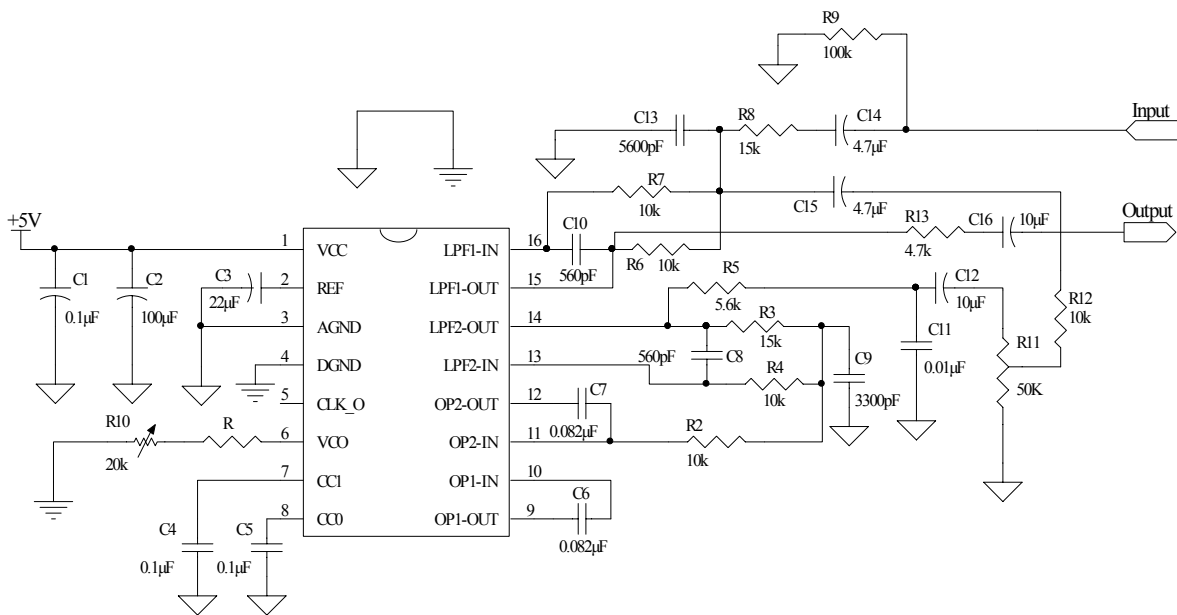 R9
100k
Input
C13
5600pF
R8
15k
C14
4.7μF
R7
10k
C15
4.7μF
R13
4.7k
C16
10μF
Output
+5V
C10
560pF
R6
10k
1
VCC
LPF1-IN
16
C1
0.1μF
C2
100μF
C3
22μF
2
REF
LPF1-OUT
15
R5
5.6k
C12
10μF
R12
10k
3
AGND
LPF2-OUT
14
R3
15k
C11
0.01μF
R11
50K
4
DGND
LPF2-IN
13
560pF
C8
R4
10k
C9
3300pF
5
CLK_O
OP2-OUT
12
C7
0.082μF
R10
20k
R
6
VCO
OP2-IN
11
R2
10k
7
CC1
OP1-IN
10
C6
0.082μF
8
CC0
OP1-OUT
9
C4
0.1μF
C5
0.1μF